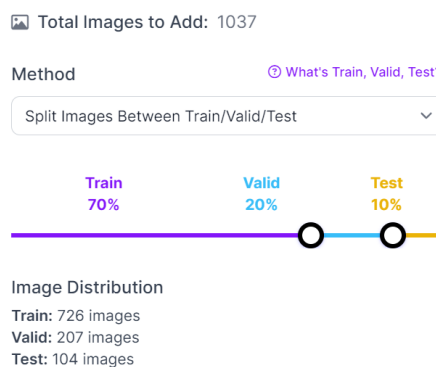 Total Images to Add: 1037
Method
What's Train, Valid, Test?
Split Images Between Train/Valid/Test
Train Valid Test
70% 20% 10%
Image Distribution
Train: 726 images
Valid: 207 images
Test: 104 images